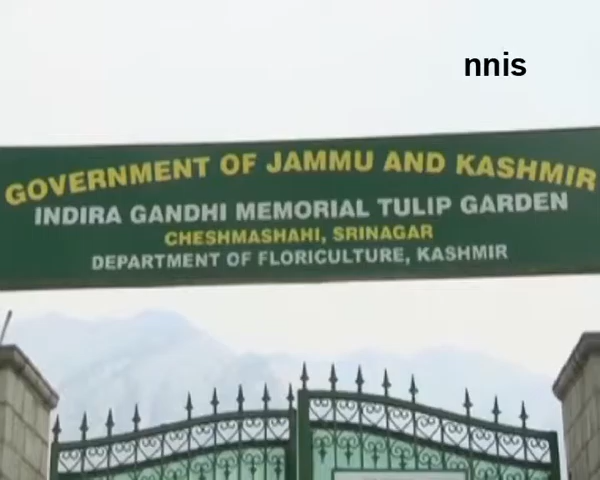 nnis
GOVERNMENT OF JAMMU AND KASHMIR
INDIRA GANDHI MEMORIAL TULIP GARDEN
CHESHMASHAHI, SRINAGAR
DEPARTMENT OF FLORICULTURE, KASHMIR